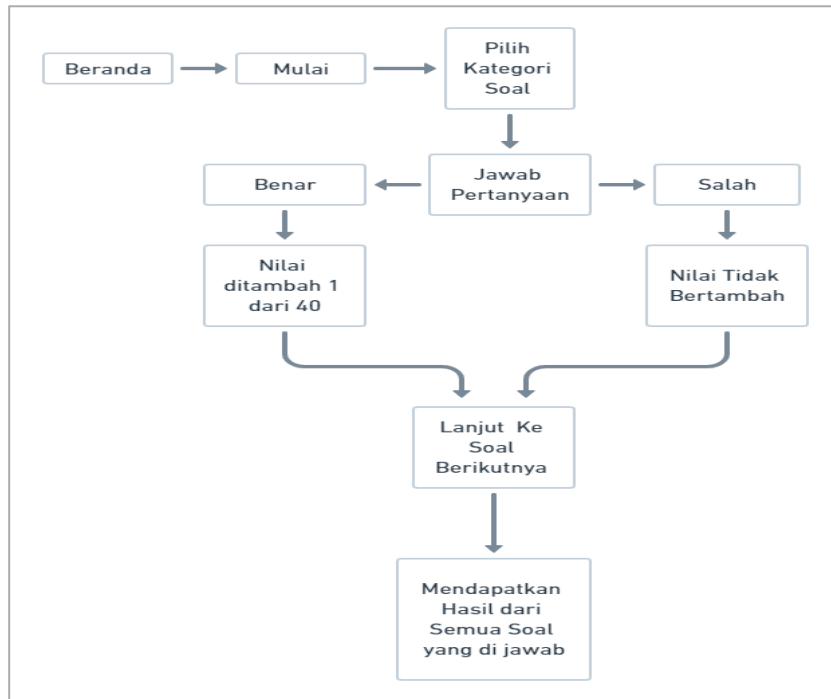 Beranda
Mulai
Pilih
Kategori
Soal
Benar
Jawab
Pertanyaan
Salah
Nilai
ditambah 1
dari 40
Nilai Tidak
Bertambah
Lanjut Ke
Soal
Berikutnya
Mendapatkan
Hasil dari
Semua Soal
yang di jawab